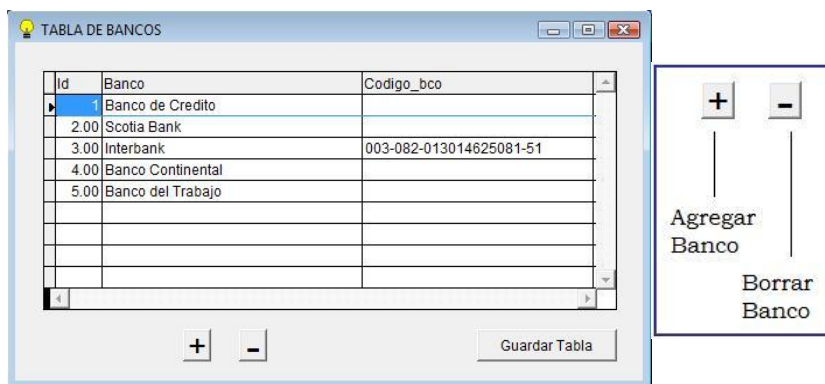 TABLA DE BANCOS
Id Banco Codigo_bco
1 Banco de Credito
2.00 Scotia Bank
3.00 Interbank 003-082-013014625081-51
4.00 Banco Continental
5.00 Banco del Trabajo
+ - Guardar Tabla
+ -
Agregar
Banco
Borrar
Banco